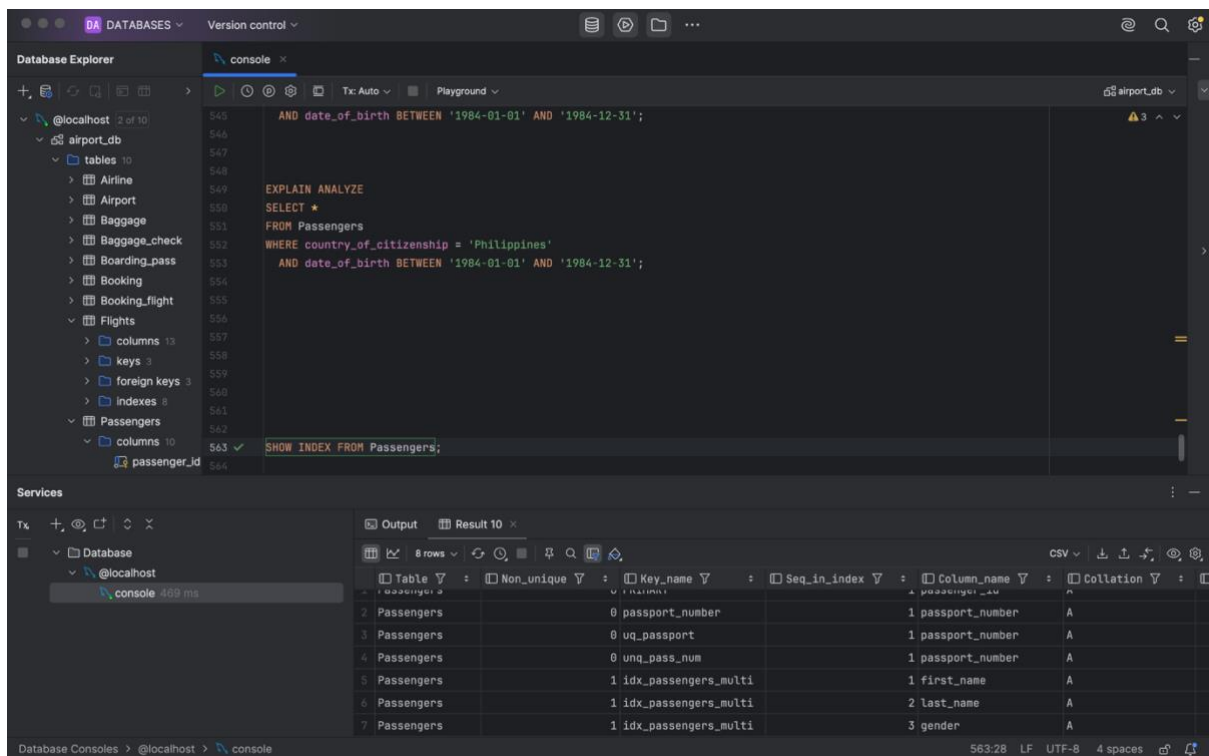 DA DATABASES Version control
Database Explorer
console
Tx: Auto Playground airport_db
@localhost 2 of 10
airport_db
tables 10
Airline
Airport
Baggage
Baggage_check
Boarding_pass
Booking
Booking_flight
Flights
columns 13
keys 3
foreign keys 3
indexes 8
Passengers
columns 10
passenger_id
545 AND date_of_birth BETWEEN '1984-01-01' AND '1984-12-31';
3
546
547
548
549 EXPLAIN ANALYZE
550 SELECT *
551 FROM Passengers
552 WHERE country_of_citizenship = 'Philippines'
553 AND date_of_birth BETWEEN '1984-01-01' AND '1984-12-31';
554
555
556
557
558
559
560
561
562
563 SHOW INDEX FROM Passengers;
564
Services
Tx
Database
@localhost
console 469 ms
Output Result 10
8 rows CSV
Table Non_unique Key_name Seq_in_index Column_name Collation
1 Passengers 0 PRIMARY 1 passenger_id A
2 Passengers 0 passport_number 1 passport_number A
3 Passengers 0 uq_passport 1 passport_number A
4 Passengers 0 unq_pass_num 1 passport_number A
5 Passengers 1 idx_passengers_multi 1 first_name A
6 Passengers 1 idx_passengers_multi 2 last_name A
7 Passengers 1 idx_passengers_multi 3 gender A
Database Consoles > @localhost > console 563:28 LF UTF-8 4 spaces